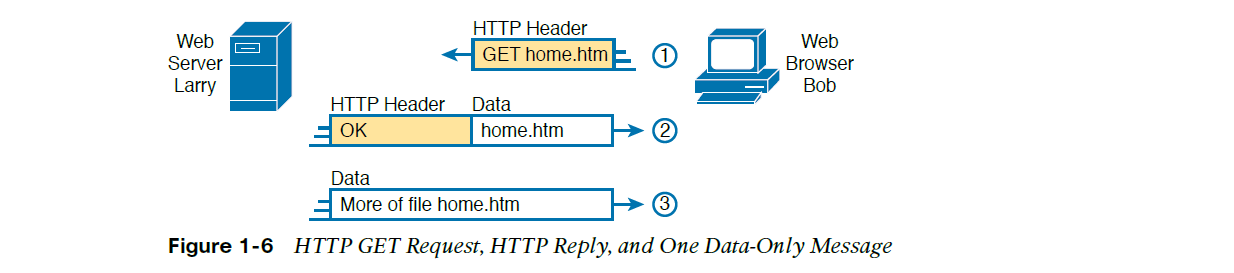 HTTP Header
Web
Server
Larry
GET home.htm
1
Web
Browser
Bob
HTTP Header
Data
OK
home.htm
2
Data
More of file home.htm
3
Figure 1-6 HTTP GET Request, HTTP Reply, and One Data-Only Message